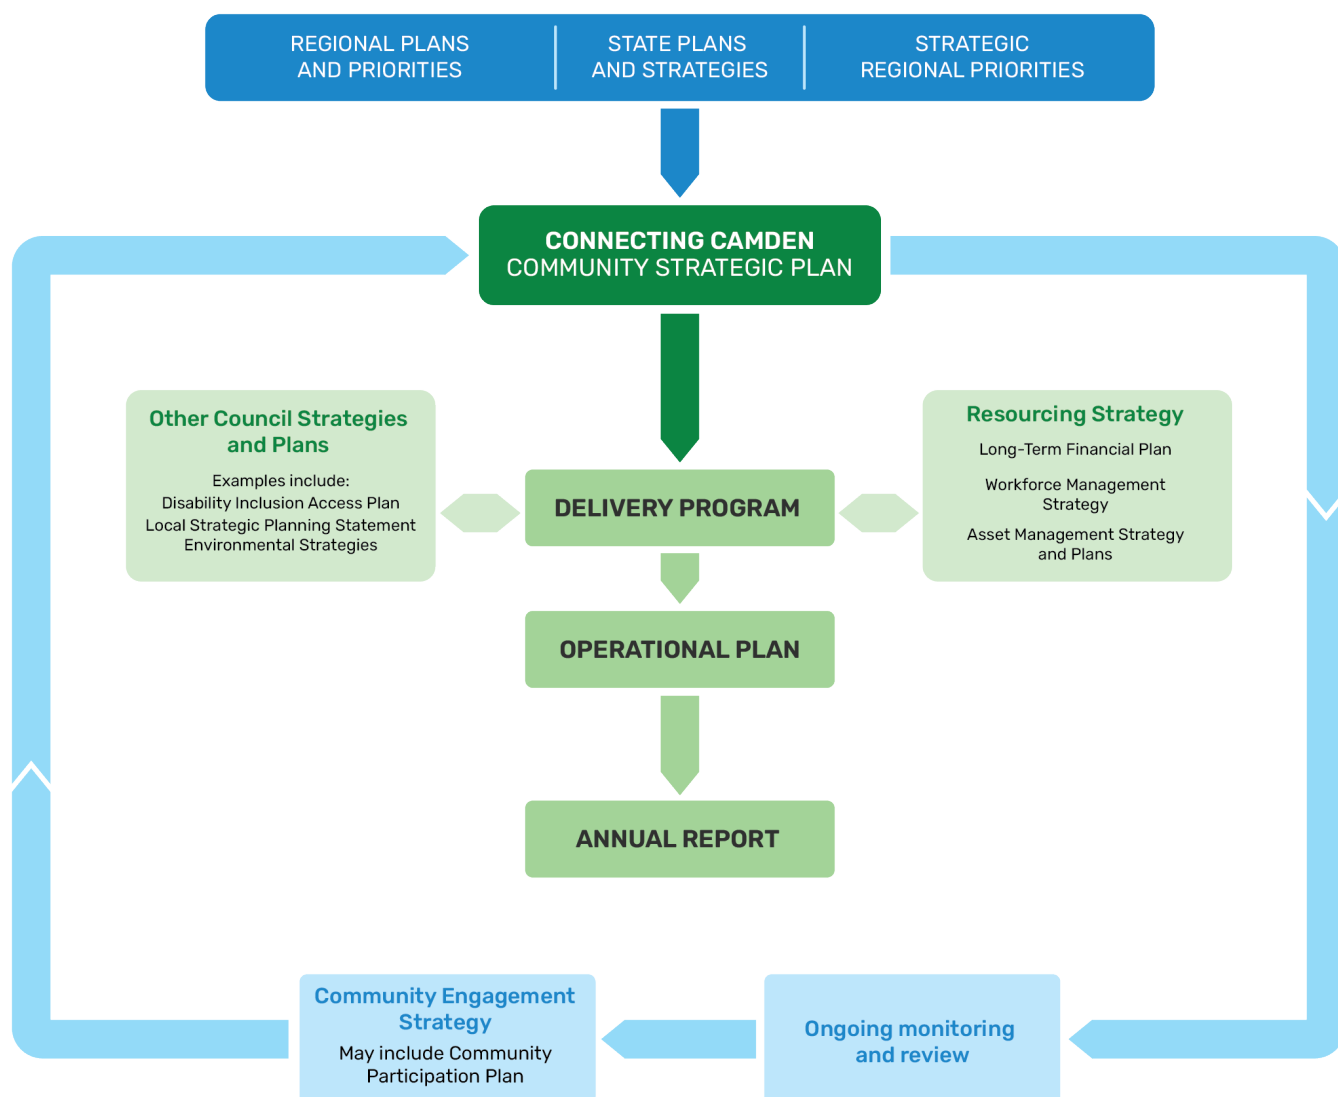 REGIONAL PLANS
AND PRIORITIES
STATE PLANS
AND STRATEGIES
STRATEGIC
REGIONAL PRIORITIES
CONNECTING CAMDEN
COMMUNITY STRATEGIC PLAN
Other Council Strategies
and Plans
Examples include:
Disability Inclusion Access Plan
Local Strategic Planning Statement
Environmental Strategies
DELIVERY PROGRAM
Resourcing Strategy
Long-Term Financial Plan
Workforce Management
Strategy
Asset Management Strategy
and Plans
OPERATIONAL PLAN
ANNUAL REPORT
Community Engagement
Strategy
May include Community
Participation Plan
Ongoing monitoring
and review